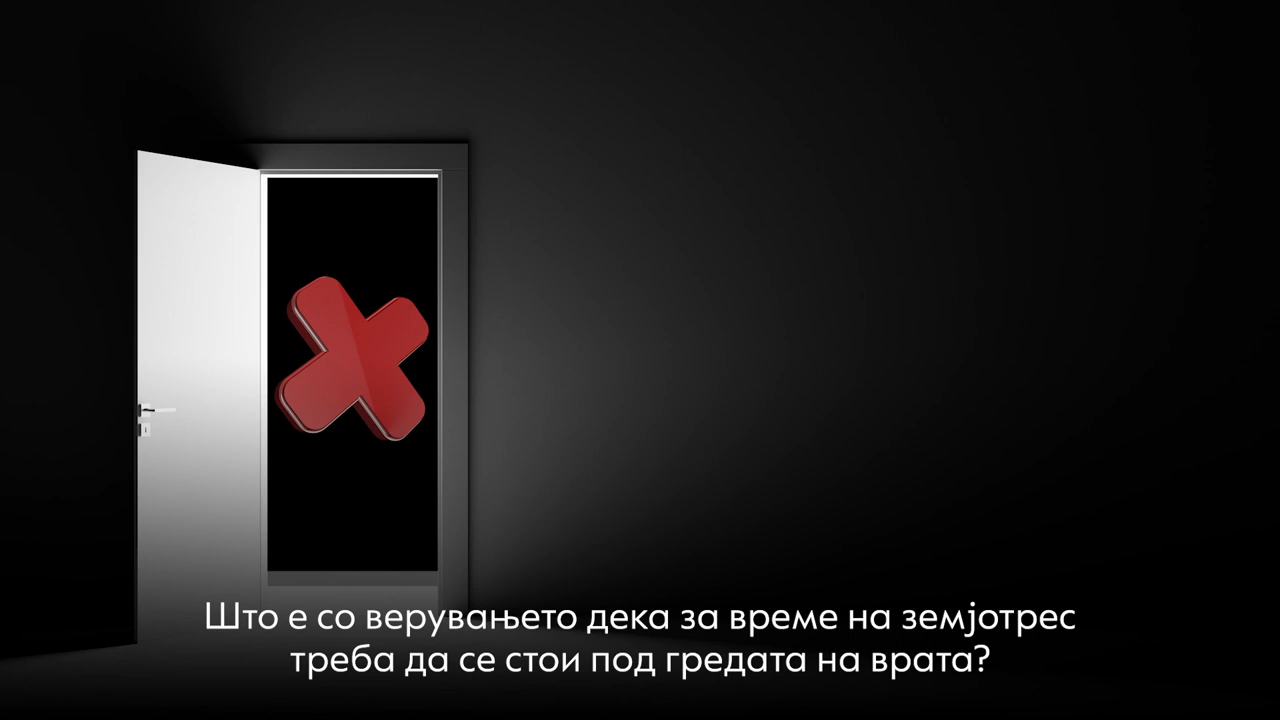 Што е со верувањето дека за време на земјотрес
треба да се стои под гредата на врата?